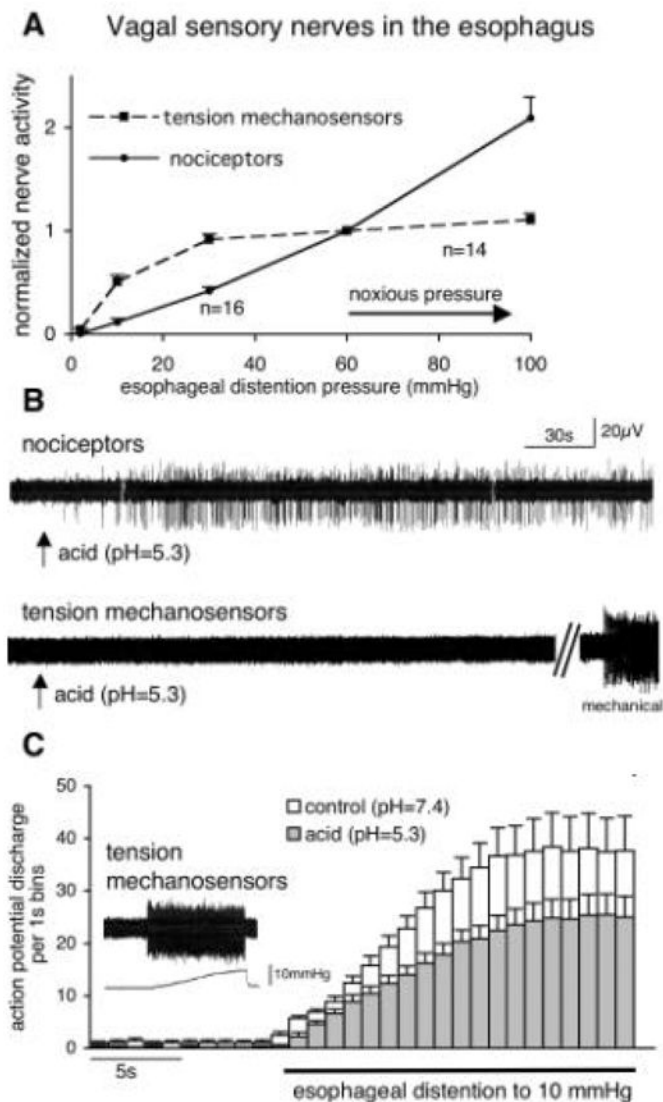 A Vagal sensory nerves in the esophagus
normalized nerve activity
2
1
0
tension mechanosensors
nociceptors
n=14
n=16
noxious pressure
0 20 40 60 80 100
esophageal distention pressure (mmHg)
B
nociceptors
30s
20µV
acid (pH=5.3)
tension mechanosensors
acid (pH=5.3)
mechanical
C
action potential discharge
per 1s bins
50
40
30
20
10
0
control (pH=7.4)
acid (pH=5.3)
tension
mechanosensors
10mmHg
5s
esophageal distention to 10 mmHg